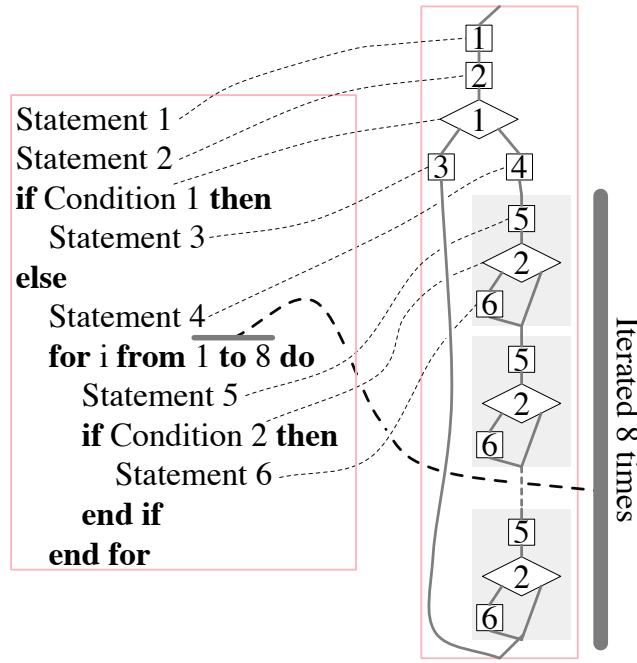 Statement 1
Statement 2
if Condition 1 then
Statement 3
else
Statement 4
for i from 1 to 8 do
Statement 5
if Condition 2 then
Statement 6
end if
end for
1
2
1
3 4
5
2
6
5
2
6
5
2
6
Iterated 8 times